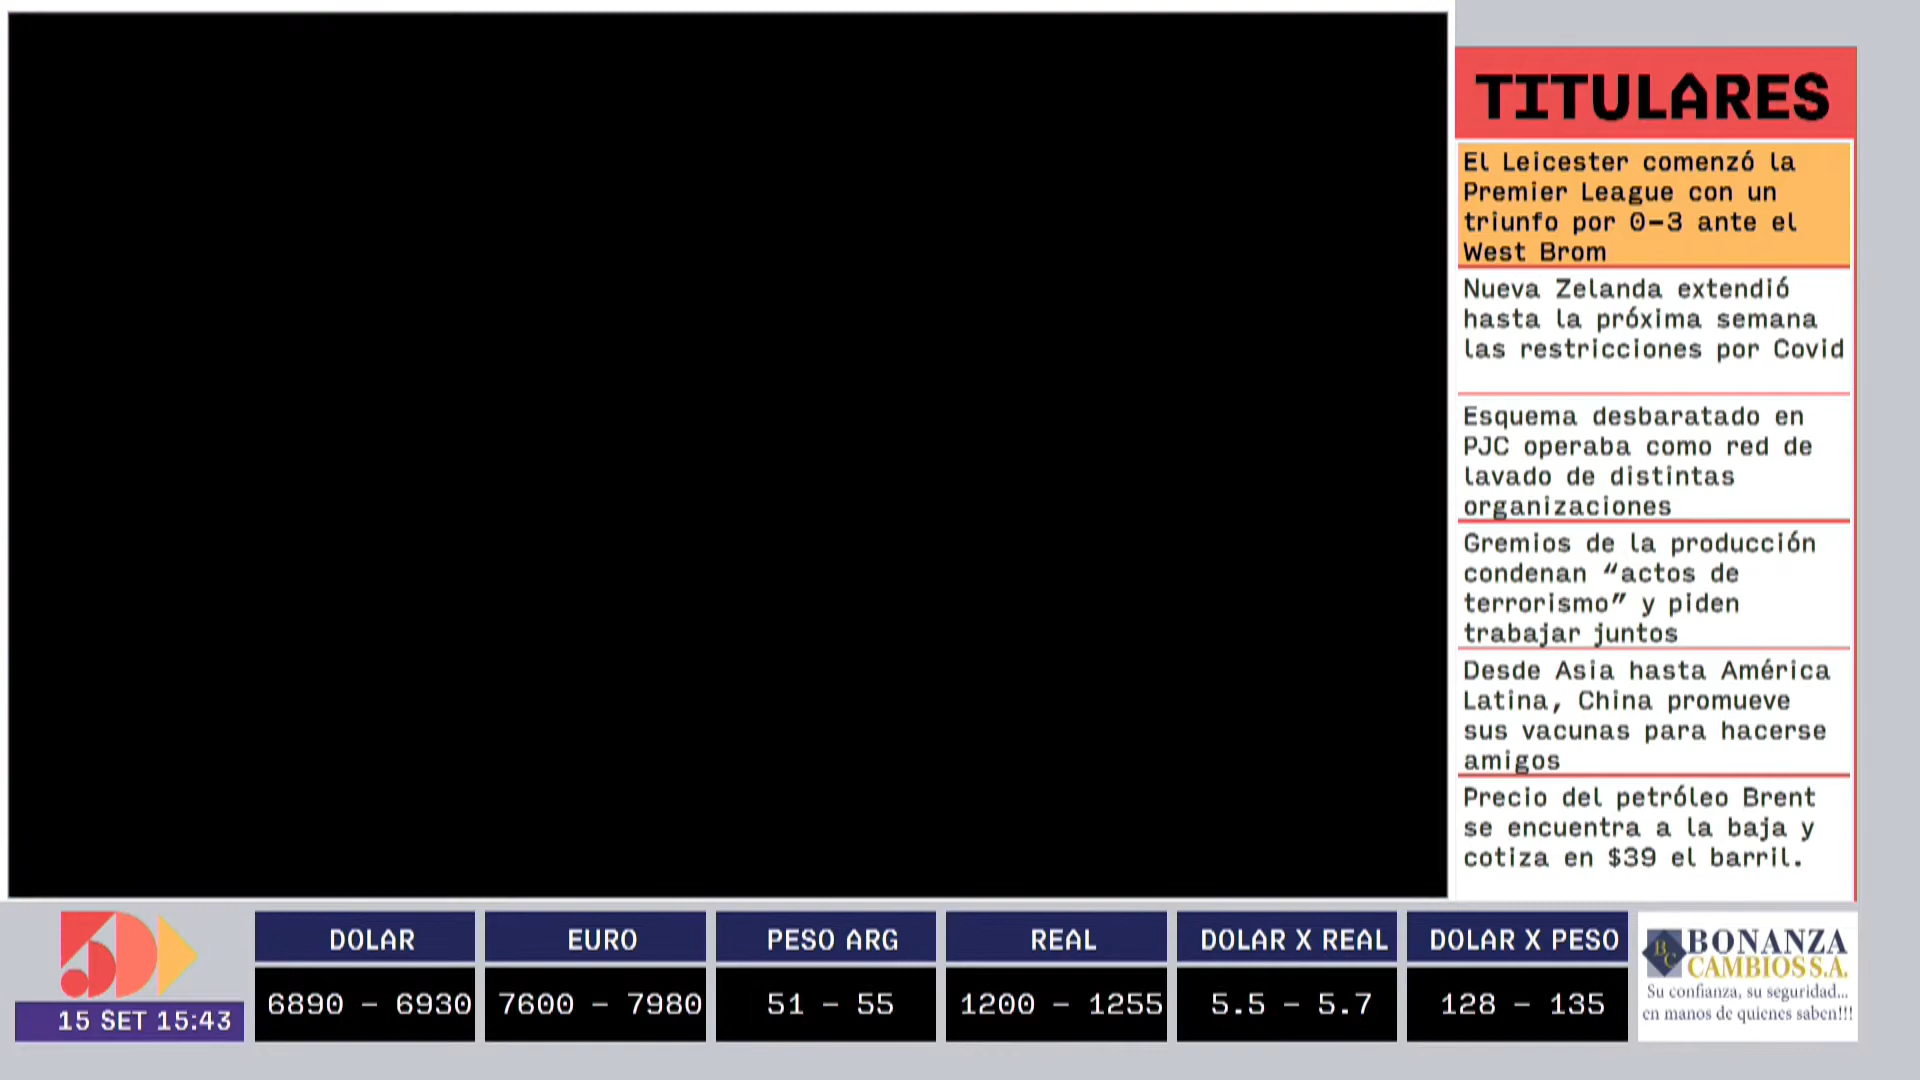 TITULARES
El Leicester comenzó la
Premier League con un
triunfo por 0–3 ante el
West Brom
Nueva Zelanda extendió
hasta la próxima semana
las restricciones por Covid
Esquema desbaratado en
PJC operaba como red de
lavado de distintas
organizaciones
Gremios de la producción
condenan “actos de
terrorismo” y piden
trabajar juntos
Desde Asia hasta América
Latina, China promueve
sus vacunas para hacerse
amigos
Precio del petróleo Brent
se encuentra a la baja y
cotiza en $39 el barril.
5D
15 SET 15:43
DOLAR
6890 – 6930
EURO
7600 – 7980
PESO ARG
51 – 55
REAL
1200 – 1255
DOLAR X REAL
5.5 – 5.7
DOLAR X PESO
128 – 135
BC
BONANZA
CAMBIOS S.A.
Su confianza, su seguridad...
en manos de quienes saben!!!